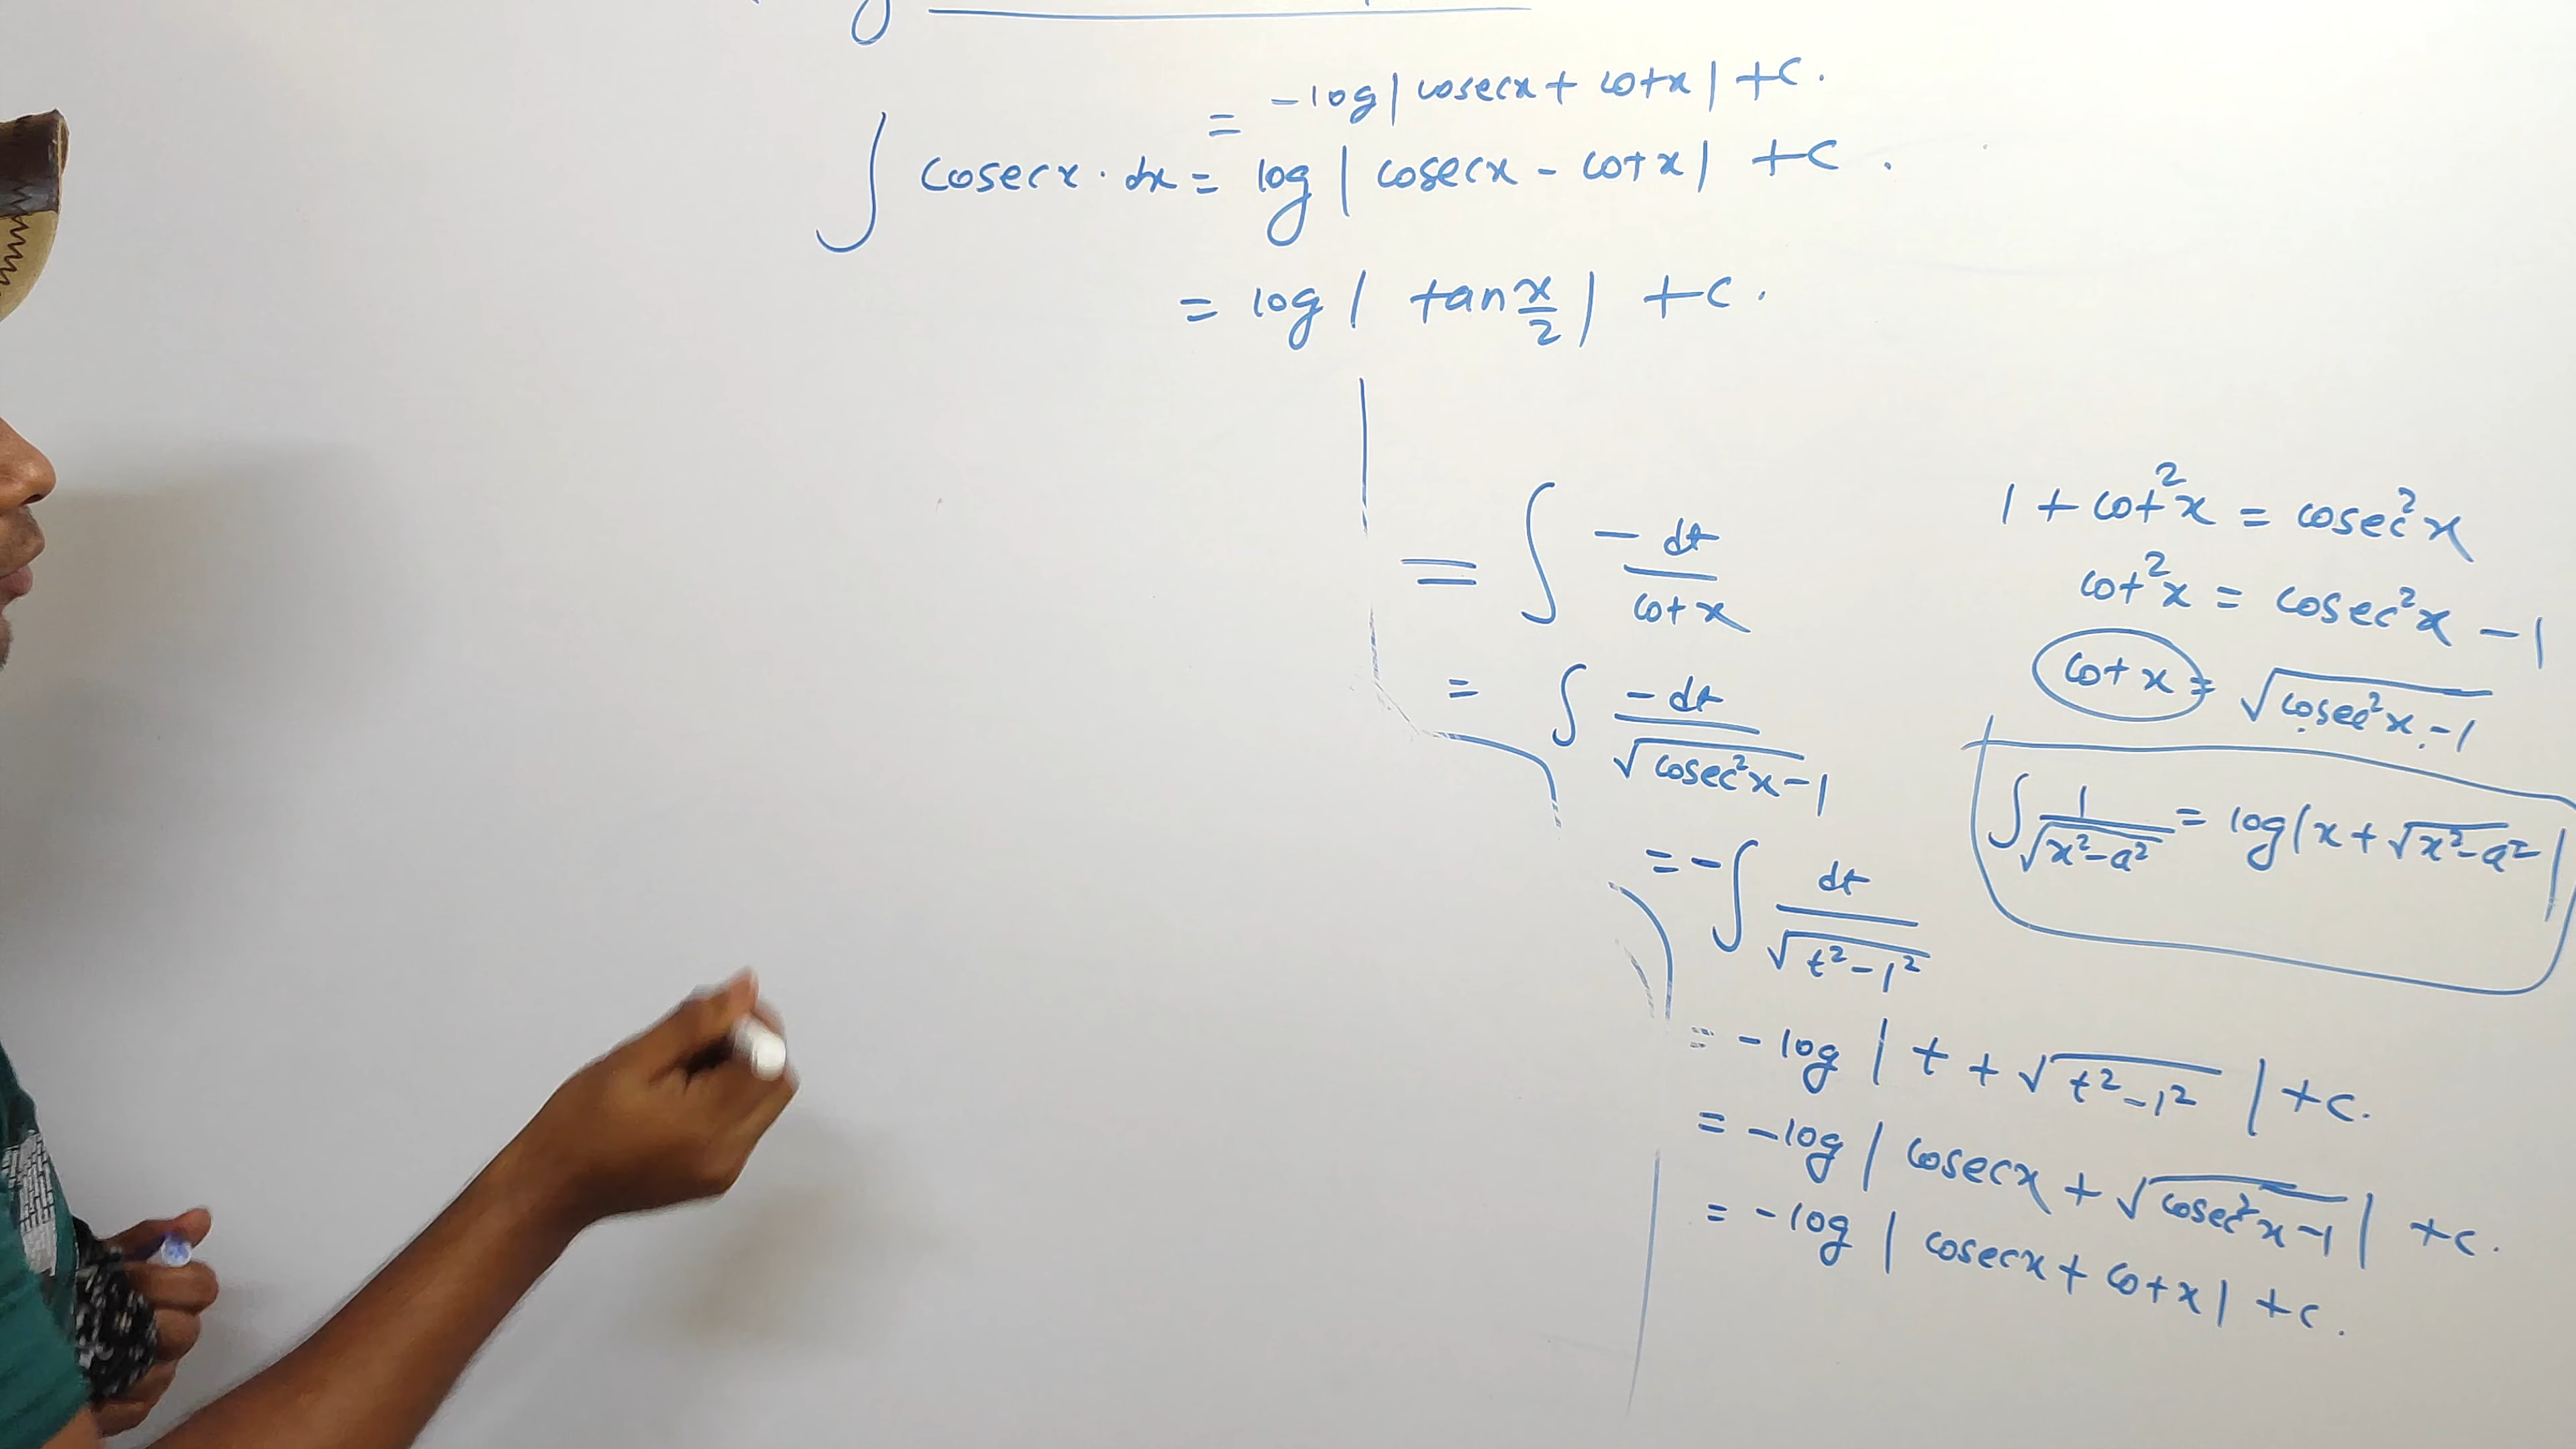 = -log|cosecx + cotx| +c.
∫ cosecx · dx = log | cosecx - cotx| +c .
= log | tan x/2 | +c .
= ∫ -dt / cotx
= ∫ -dt / √cosec²x-1
= -∫ dt / √t²-1²
= -log | t + √t²-1² | +c.
= -log | cosecx + √cosec²x-1 | +c.
= -log | cosecx + cotx | +c.
1 + cot²x = cosec²x
cot²x = cosec²x -1
cot x = √cosec²x-1
∫ 1/√x²-a² = log|x + √x²-a² |